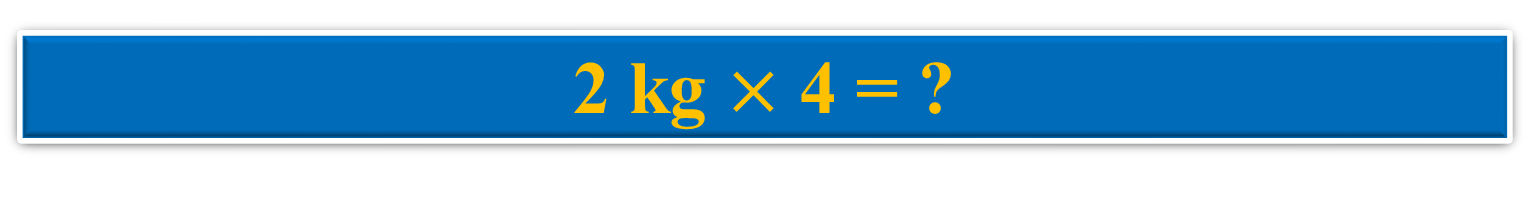 2 kg × 4 = ?